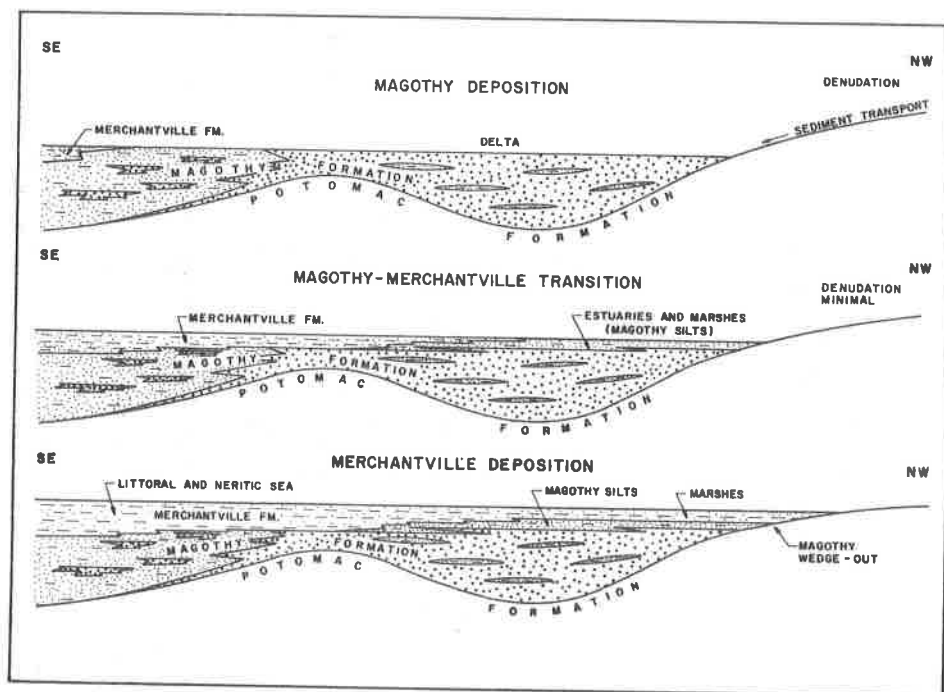 SE
NW
MAGOTHY DEPOSITION
DENUDATION
SEDIMENT TRANSPORT
MERCHANTVILLE FM.
DELTA
MAGOTHY FORMATION
POTOMAC FORMATION
SE
NW
MAGOTHY-MERCHANTVILLE TRANSITION
DENUDATION
MINIMAL
MERCHANTVILLE FM.
ESTUARIES AND MARSHES
(MAGOTHY SILTS)
MAGOTHY FORMATION
POTOMAC FORMATION
SE
NW
MERCHANTVILLE DEPOSITION
LITTORAL AND NERITIC SEA
MAGOTHY SILTS
MARSHES
MERCHANTVILLE FM.
MAGOTHY FORMATION
MAGOTHY
WEDGE-OUT
POTOMAC FORMATION